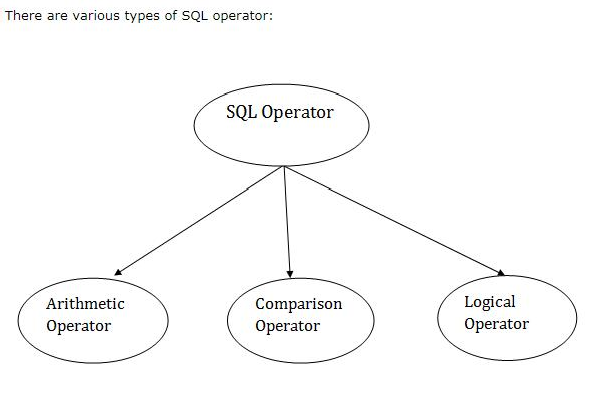 There are various types of SQL operator:
SQL Operator
Arithmetic
Operator
Comparison
Operator
Logical
Operator